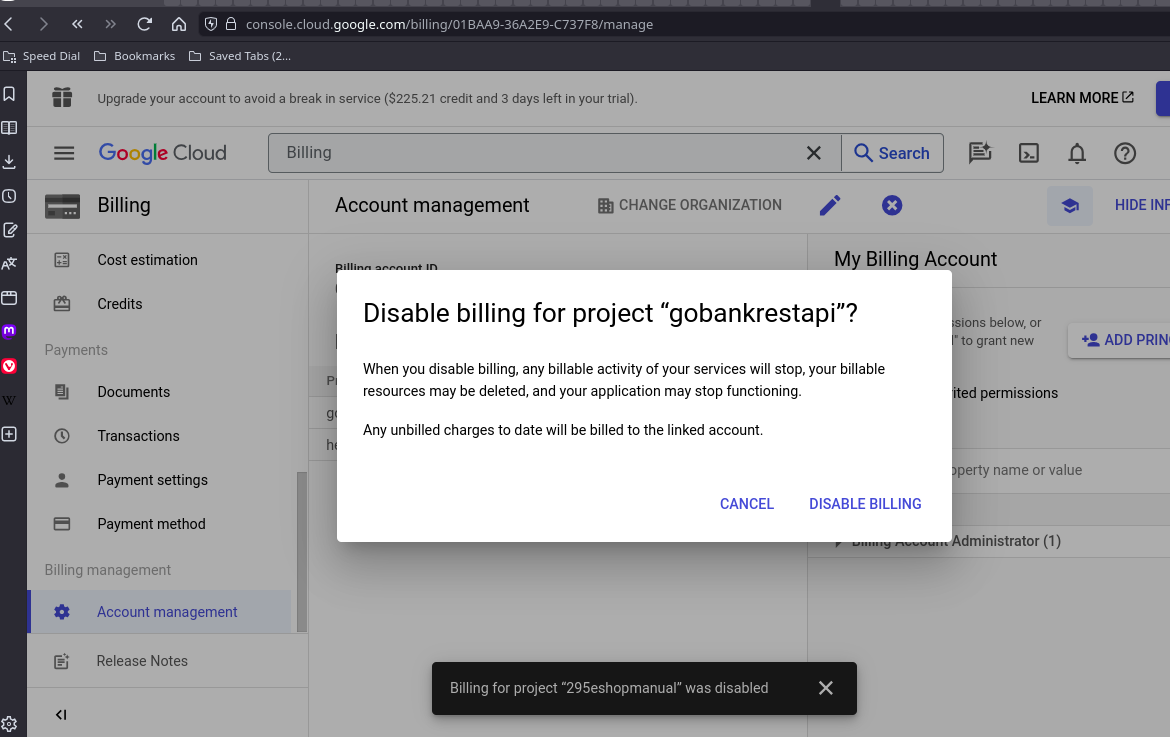 console.cloud.google.com/billing/01BAA9-36A2E9-C737F8/manage
Speed Dial
Bookmarks
Saved Tabs (2...
Upgrade your account to avoid a break in service ($225.21 credit and 3 days left in your trial).
LEARN MORE
Google Cloud
Billing
Search
Billing
Account management
CHANGE ORGANIZATION
HIDE INF
Cost estimation
Credits
Payments
Documents
Transactions
Payment settings
Payment method
Billing management
Account management
Release Notes
Billing account ID
My Billing Account
ssions below, or
" to grant new
ADD PRIN
ited permissions
operty name or value
Billing Account Administrator (1)
Disable billing for project “gobankrestapi”?
When you disable billing, any billable activity of your services will stop, your billable
resources may be deleted, and your application may stop functioning.
Any unbilled charges to date will be billed to the linked account.
CANCEL
DISABLE BILLING
Billing for project “295eshopmanual” was disabled